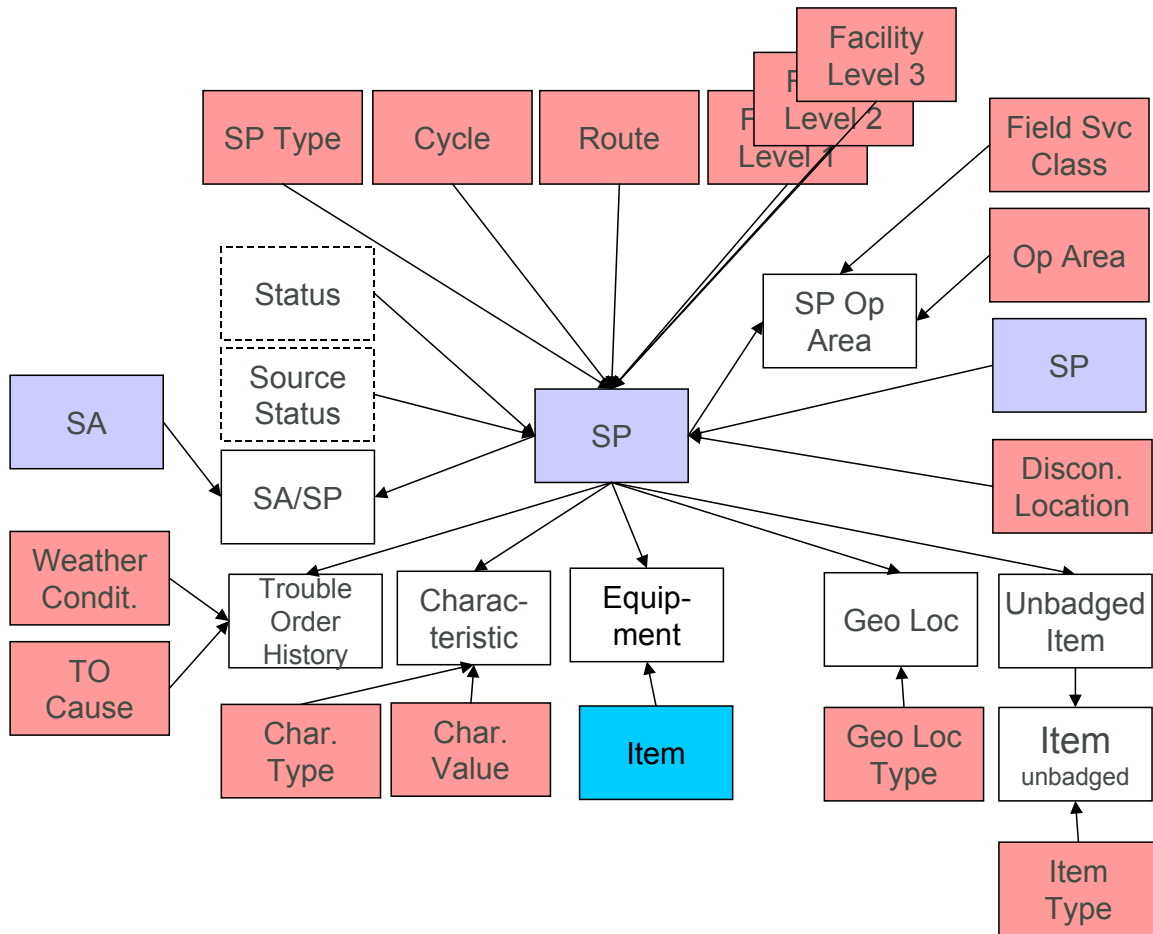 Facility
Level 3
F
Level 2
F
Level 1
SP Type
Cycle
Route
Field Svc
Class
Op Area
Status
SP Op
Area
Source
Status
SP
SA
SP
SA/SP
Discon.
Location
Weather
Condit.
Trouble
Order
History
Charac-
teristic
Equip-
ment
Geo Loc
Unbadged
Item
TO
Cause
Char.
Type
Char.
Value
Item
Geo Loc
Type
Item
unbadged
Item
Type